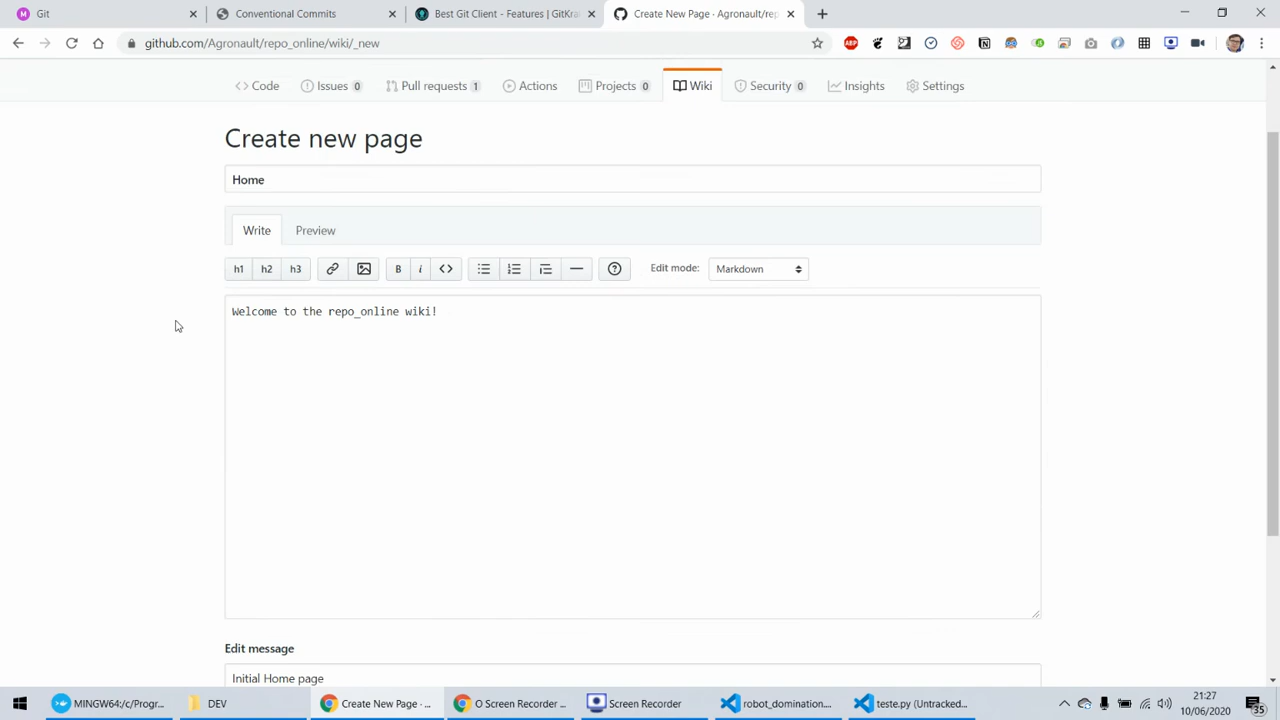 Git
Conventional Commits
Best Git Client - Features | GitKra
Create New Page · Agronault/rep
github.com/Agronault/repo_online/wiki/_new
ABP
Code
Issues 0
Pull requests 1
Actions
Projects 0
Wiki
Security 0
Insights
Settings
Create new page
Home
Write
Preview
h1 h2 h3 B i <> Edit mode: Markdown
Welcome to the repo_online wiki!
Edit message
Initial Home page
MINGW64:/c/Progr...
DEV
Create New Page - ...
O Screen Recorder ...
Screen Recorder
robot_domination....
teste.py (Untracked...
21:27
10/06/2020
35